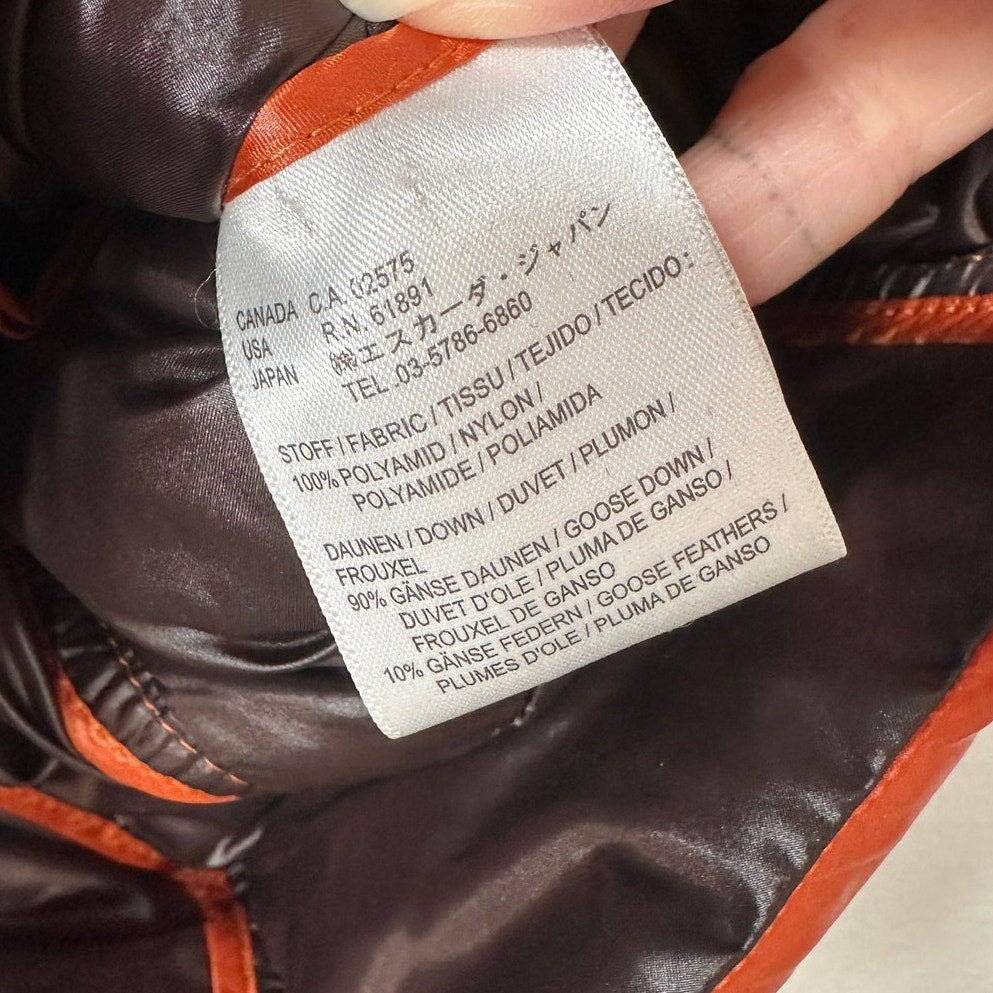 CANADA C.A. 02575
USA R.N. 61891
JAPAN ㈱エスカーダ・ジャパン
TEL .03-5786-6860
STOFF / FABRIC / TISSU / TEJIDO / TECIDO :
100% POLYAMID / NYLON /
POLYAMIDE / POLIAMIDA
DAUNEN / DOWN / DUVET / PLUMON /
FROUXEL
90% GÄNSE DAUNEN / GOOSE DOWN /
DUVET D'OLE / PLUMA DE GANSO /
FROUXEL DE GANSO
10% GÄNSE FEDERN / GOOSE FEATHERS /
PLUMES D'OLE / PLUMA DE GANSO